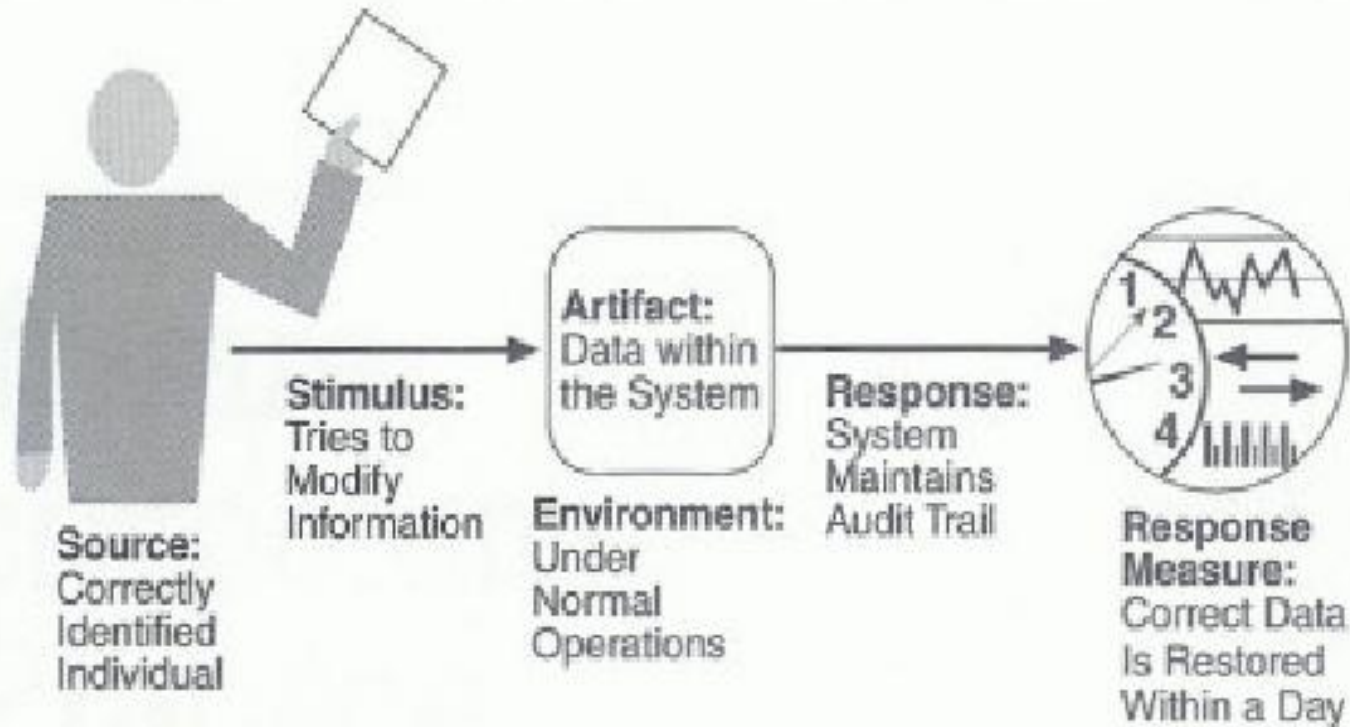 Source:
Correctly
Identified
Individual
Stimulus:
Tries to
Modify
Information
Artifact:
Data within
the System
Environment:
Under
Normal
Operations
Response:
System
Maintains
Audit Trail
1
2
3
4
Response
Measure:
Correct Data
Is Restored
Within a Day